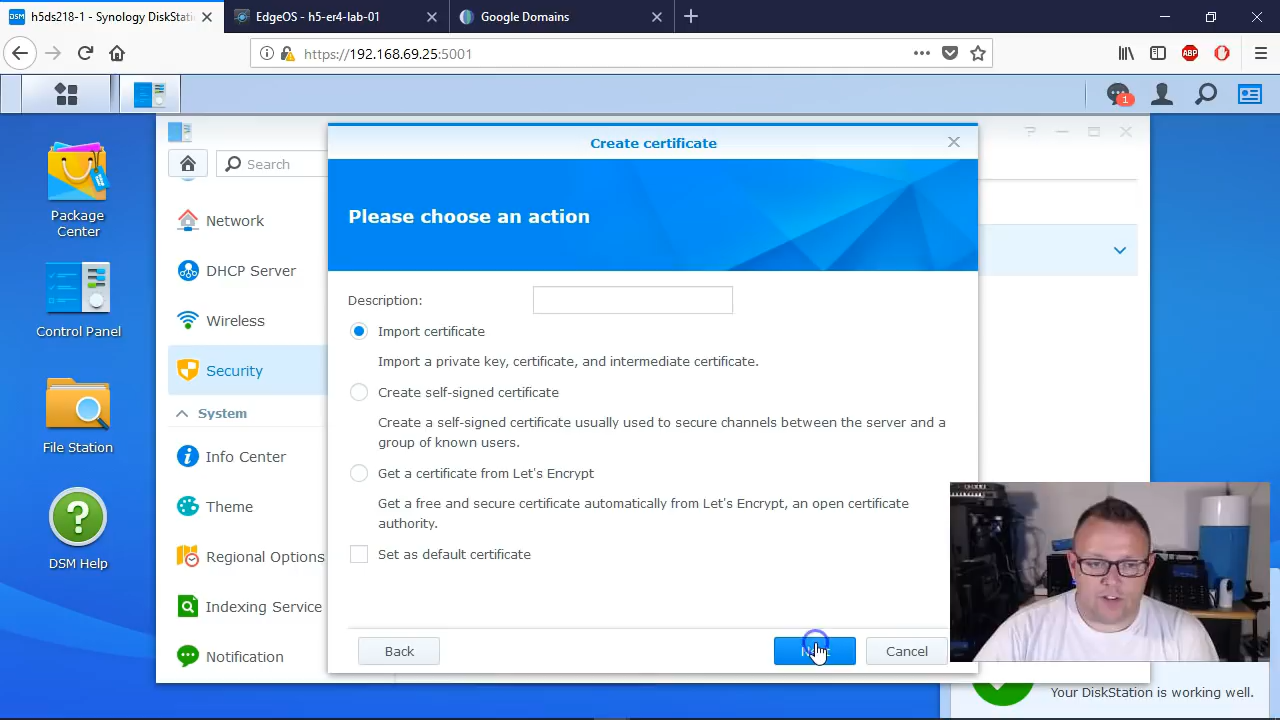 h5ds218-1 - Synology DiskStati
EdgeOS - h5-er4-lab-01
Google Domains
https://192.168.69.25:5001
ABP
1
Search
Package
Center
Control Panel
File Station
DSM Help
Network
DHCP Server
Wireless
Security
System
Info Center
Theme
Regional Options
Indexing Service
Notification
Create certificate
Please choose an action
Description:
Import certificate
Import a private key, certificate, and intermediate certificate.
Create self-signed certificate
Create a self-signed certificate usually used to secure channels between the server and a
group of known users.
Get a certificate from Let's Encrypt
Get a free and secure certificate automatically from Let's Encrypt, an open certificate
authority.
Set as default certificate
Back
Cancel
Your DiskStation is working well.